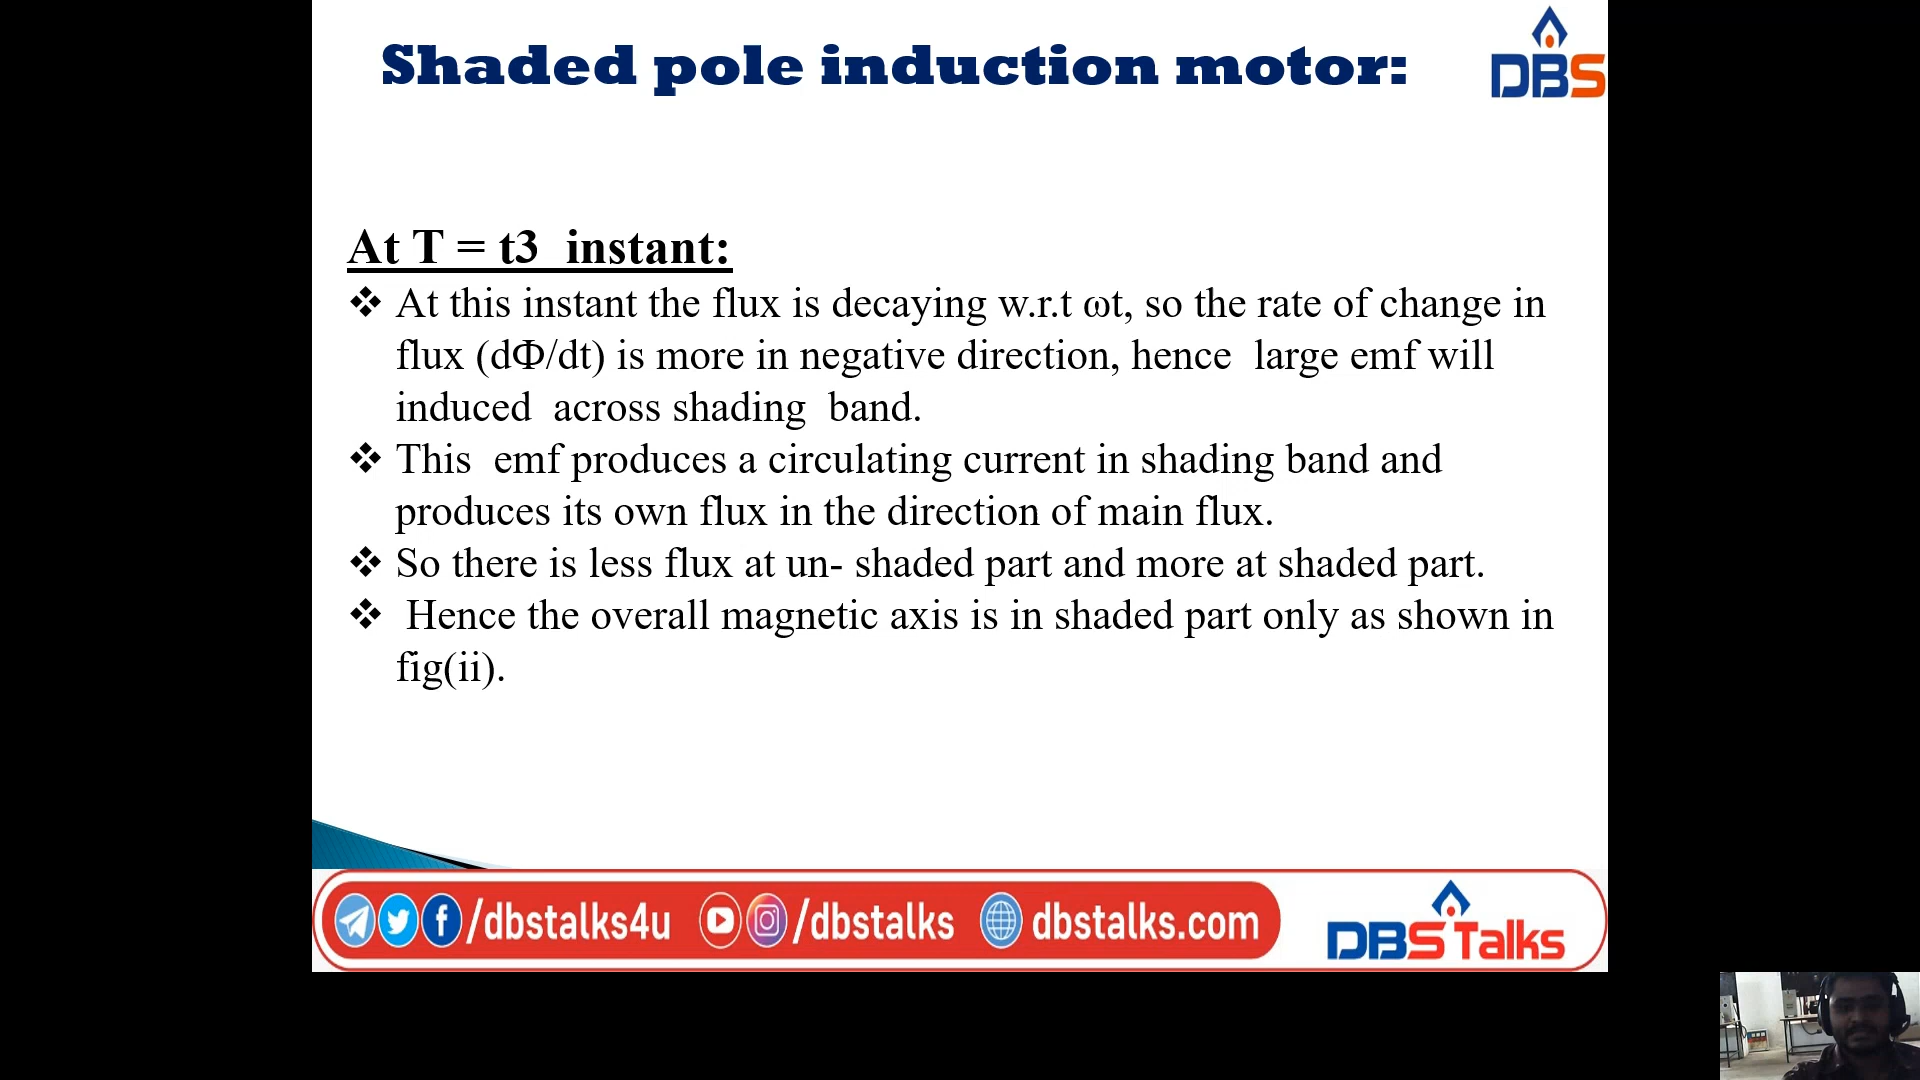 Shaded pole induction motor:
DBS
At T = t3 instant:
❖ At this instant the flux is decaying w.r.t ωt, so the rate of change in
flux (dΦ/dt) is more in negative direction, hence large emf will
induced across shading band.
❖ This emf produces a circulating current in shading band and
produces its own flux in the direction of main flux.
❖ So there is less flux at un- shaded part and more at shaded part.
❖ Hence the overall magnetic axis is in shaded part only as shown in
fig(ii).
/dbstalks4u /dbstalks dbstalks.com
DBS Talks